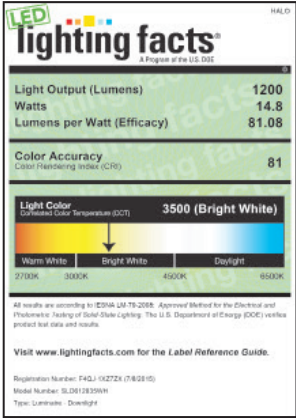 HALO
LED
lighting facts®
A Program of the U.S. DOE
Light Output (Lumens) 1200
Watts 14.8
Lumens per Watt (Efficacy) 81.08
Color Accuracy
Color Rendering Index (CRI) 81
Light Color
Correlated Color Temperature (CCT) 3500 (Bright White)
Warm White Bright White Daylight
2700K 3000K 4500K 6500K
All results are according to IESNA LM-79-2008: Approved Method for the Electrical and
Photometric Testing of Solid-State Lighting. The U.S. Department of Energy (DOE) verifies
product test data and results.
Visit www.lightingfacts.com for the Label Reference Guide.
Registration Number: F4GJ-1XZ7ZX (7/8/2015)
Model Number: SLD612835WH
Type: Luminaire - Downlight